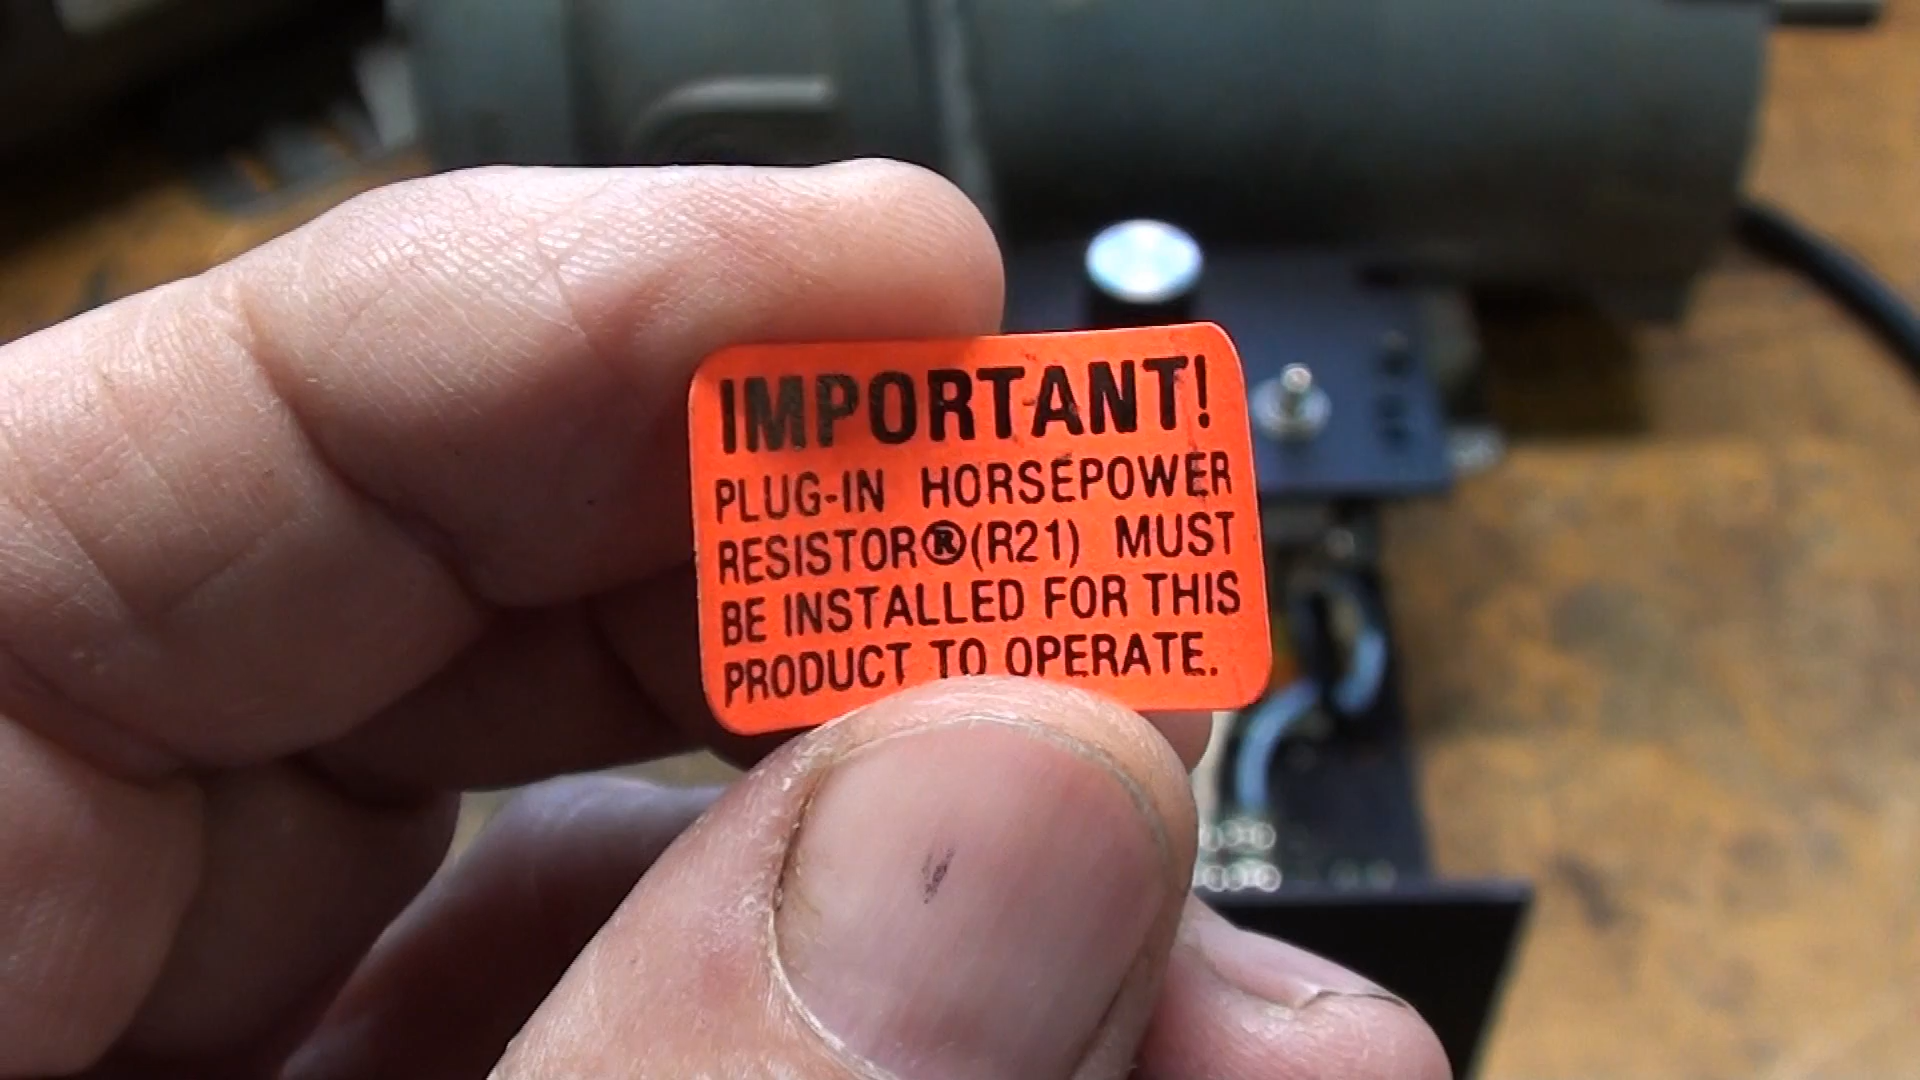 IMPORTANT!
PLUG-IN HORSEPOWER
RESISTOR®(R21) MUST
BE INSTALLED FOR THIS
PRODUCT TO OPERATE.